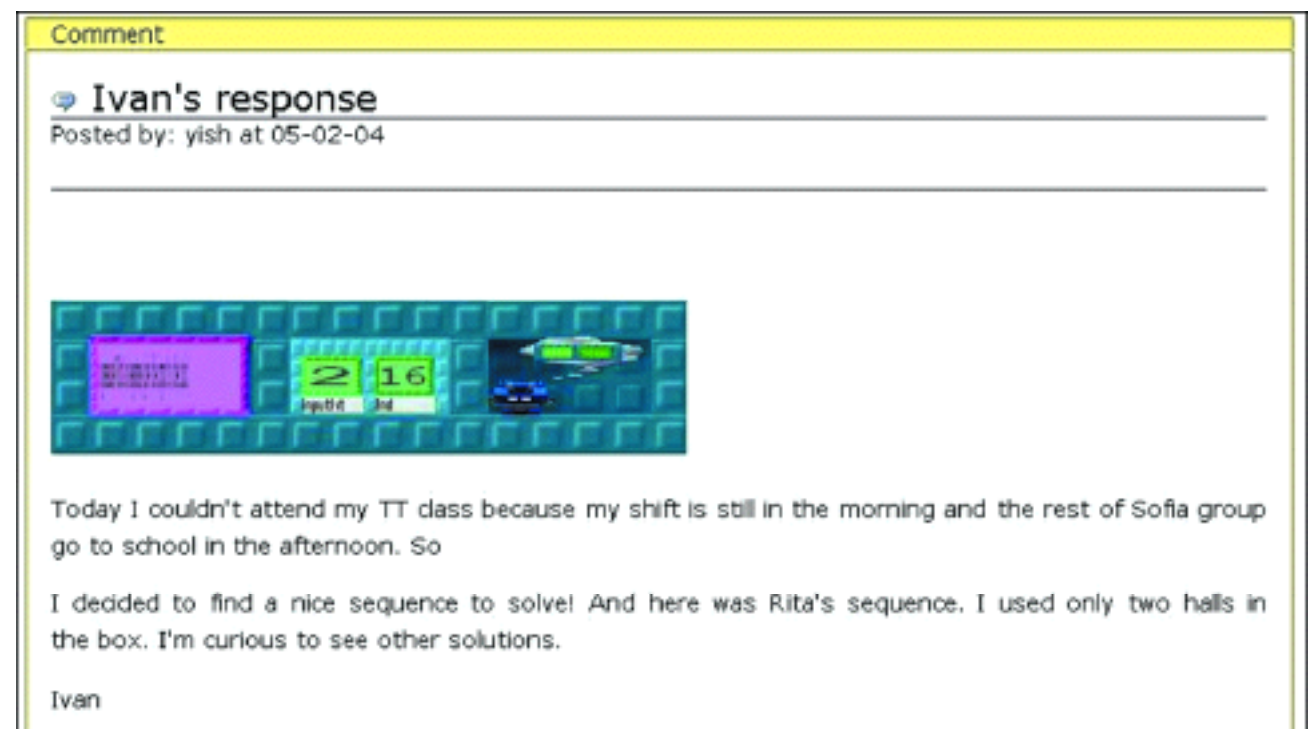 Comment
Ivan's response
Posted by: yish at 05-02-04
2 16
Today I couldn't attend my TT class because my shift is still in the morning and the rest of Sofia group
go to school in the afternoon. So
I decided to find a nice sequence to solve! And here was Rita's sequence. I used only two halls in
the box. I'm curious to see other solutions.
Ivan